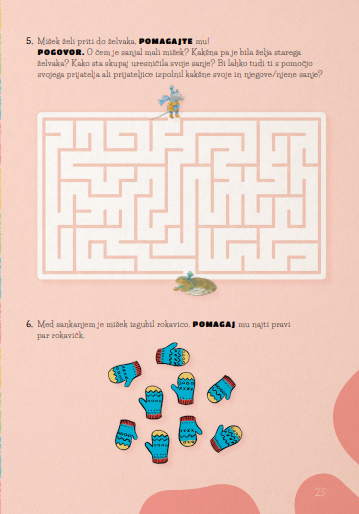 5. Mišek želi priti do želvaka. POMAGAJTE mu!
POGOVOR. O čem je sanjal mali mišek? Kakšna pa je bila želja starega
želvaka? Kako sta skupaj uresničila svoje sanje? Bi lahko tudi ti s pomočjo
svojega prijatelja ali prijateljice izpolnil kakšne svoje in njegove/njene sanje?
6. Med sankanjem je mišek izgubil rokavico. POMAGAJ mu najti pravi
par rokavičk.
23